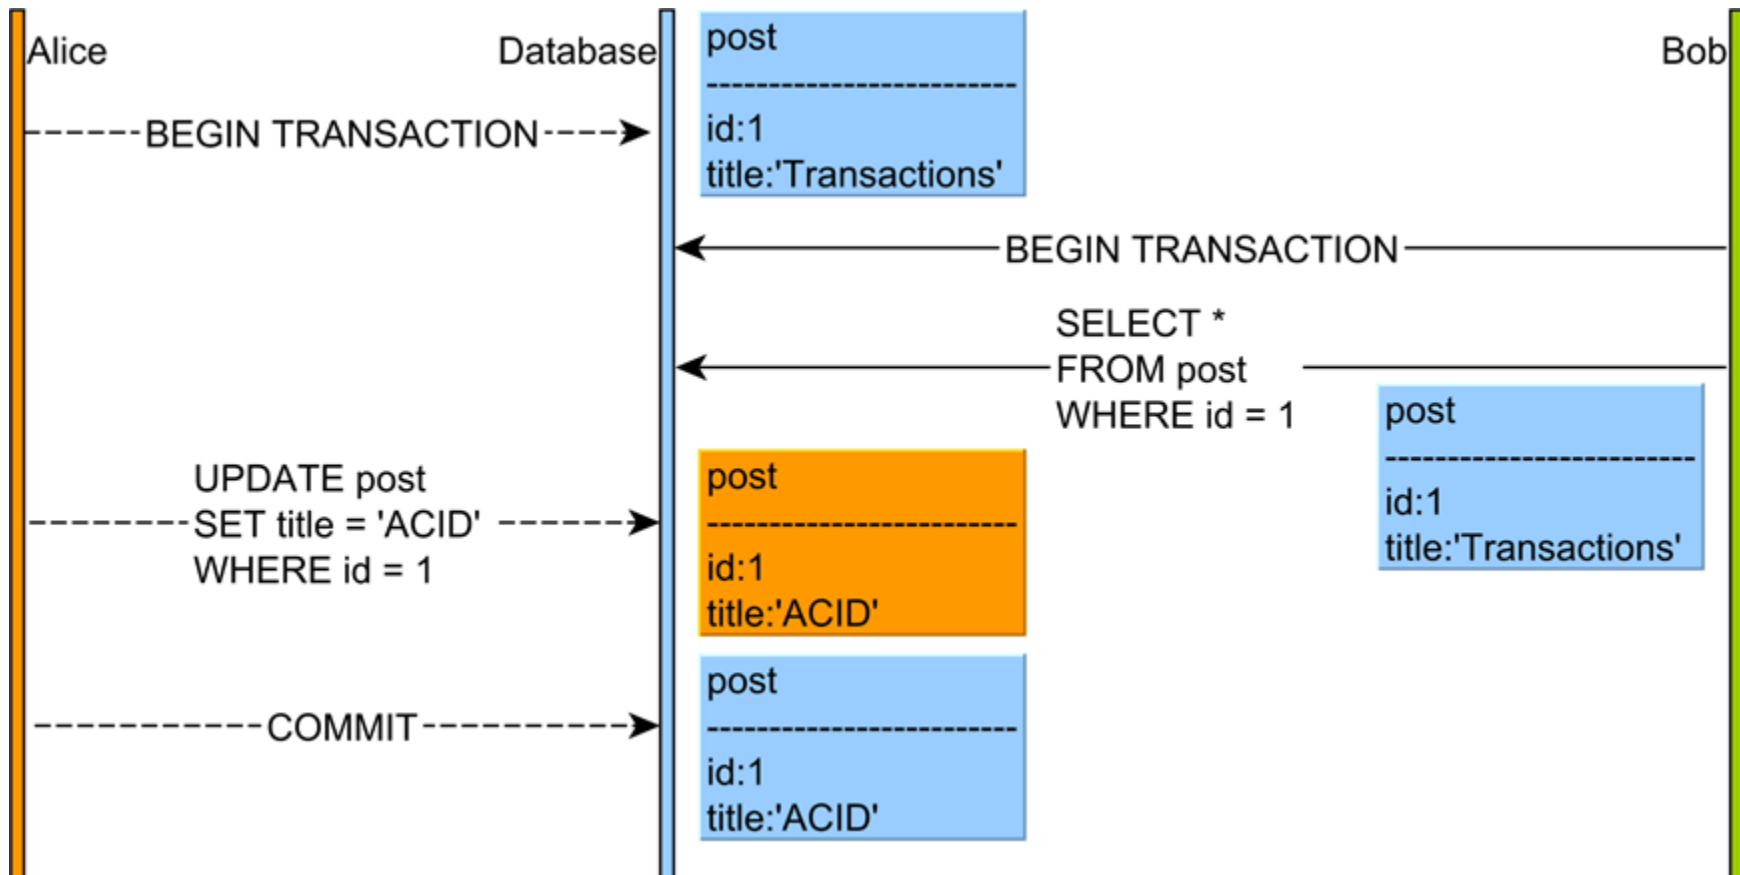 Alice
Database
post
-------------------------
id:1
title:'Transactions'
Bob
BEGIN TRANSACTION
BEGIN TRANSACTION
SELECT *
FROM post
WHERE id = 1
post
-------------------------
id:1
title:'Transactions'
UPDATE post
SET title = 'ACID'
WHERE id = 1
post
-------------------------
id:1
title:'ACID'
COMMIT
post
-------------------------
id:1
title:'ACID'